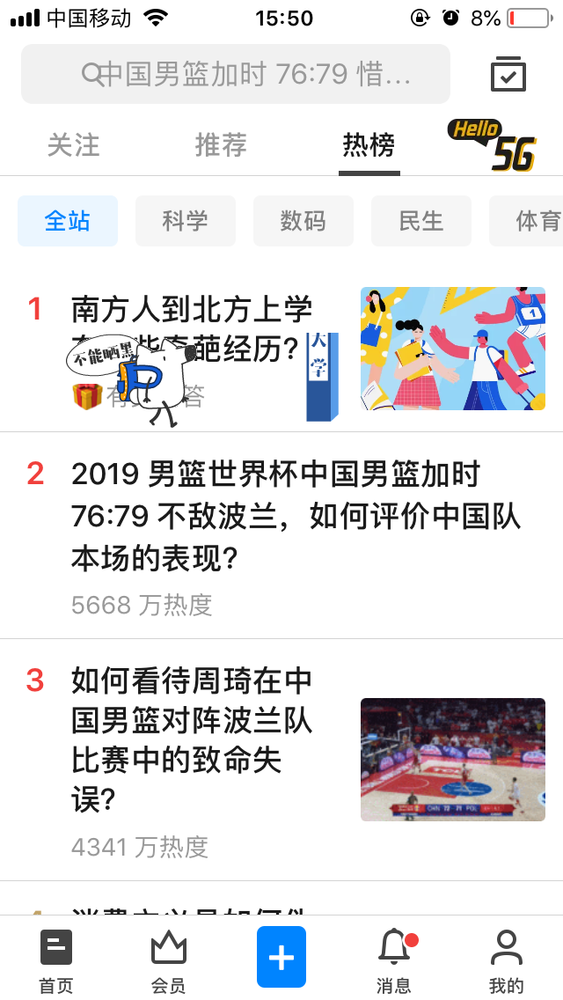 中国移动 15:50 8%
中国男篮加时 76:79 惜...
关注 推荐 热榜 Hello 5G
全站 科学 数码 民生 体育
1 南方人到北方上学
葩经历?
不能晒黑
大学
答
2 2019 男篮世界杯中国男篮加时
76:79 不敌波兰，如何评价中国队
本场的表现?
5668 万热度
3 如何看待周琦在中
国男篮对阵波兰队
比赛中的致命失
误?
4341 万热度
首页 会员 消息 我的